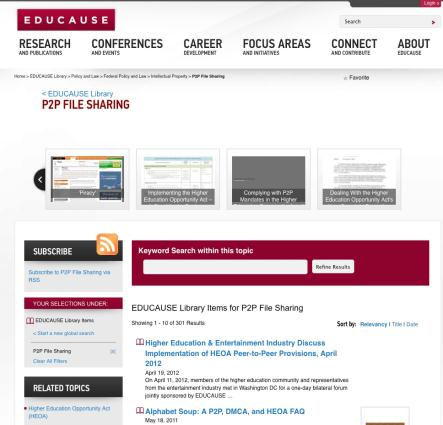 Login »
EDUCAUSE
Search
RESEARCH
AND PUBLICATIONS
CONFERENCES
AND EVENTS
CAREER
DEVELOPMENT
FOCUS AREAS
AND INITIATIVES
CONNECT
AND CONTRIBUTE
ABOUT
EDUCAUSE
Home > EDUCAUSE Library > Policy and Law > Federal Policy and Law > Intellectual Property > P2P File Sharing
Favorite
< EDUCAUSE Library
P2P FILE SHARING
'Piracy'
Implementing the Higher
Education Opportunity Act –
Complying with P2P
Mandates in the Higher
Dealing With the Higher
Education Opportunity Act's
SUBSCRIBE
Subscribe to P2P File Sharing via
RSS
YOUR SELECTIONS UNDER:
EDUCAUSE Library Items
< Start a new global search
P2P File Sharing [x]
Clear All Filters
RELATED TOPICS
Higher Education Opportunity Act
(HEOA)
Keyword Search within this topic
Refine Results
EDUCAUSE Library Items for P2P File Sharing
Showing 1 - 10 of 301 Results
Sort by: Relevancy | Title | Date
Higher Education & Entertainment Industry Discuss
Implementation of HEOA Peer-to-Peer Provisions, April
2012
April 19, 2012
On April 11, 2012, members of the higher education community and representatives
from the entertainment industry met in Washington DC for a one-day bilateral forum
jointly sponsored by EDUCAUSE ...
Alphabet Soup: A P2P, DMCA, and HEOA FAQ
May 18, 2011